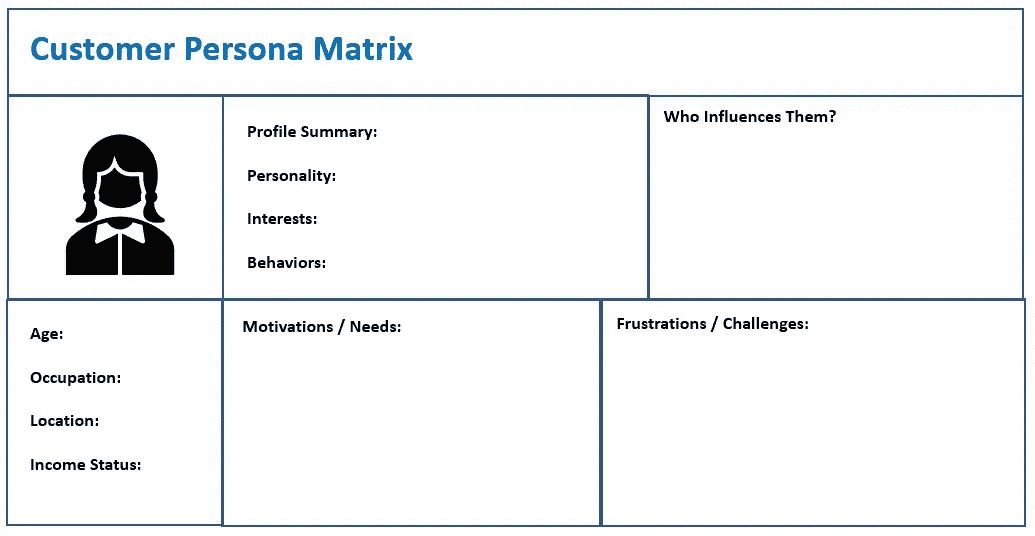 Customer Persona Matrix
Profile Summary:
Personality:
Interests:
Behaviors:
Who Influences Them?
Age:
Occupation:
Location:
Income Status:
Motivations / Needs:
Frustrations / Challenges: